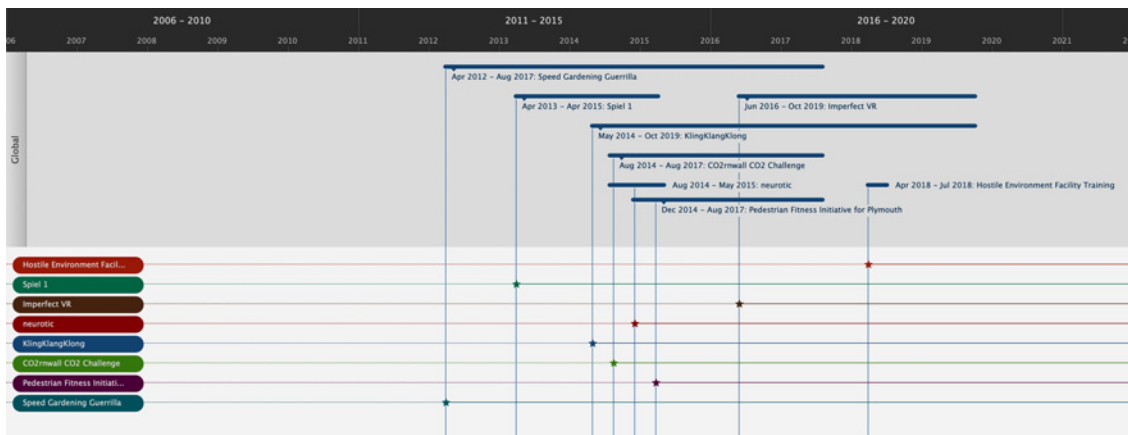 2006 – 2010 2011 – 2015 2016 – 2020
06 2007 2008 2009 2010 2011 2012 2013 2014 2015 2016 2017 2018 2019 2020 2021
Global
Apr 2012 – Aug 2017: Speed Gardening Guerrilla
Apr 2013 – Apr 2015: Spiel 1
Jun 2016 – Oct 2019: Imperfect VR
May 2014 – Oct 2019: KlingKlangKlong
Aug 2014 – Aug 2017: CO2rnwall CO2 Challenge
Aug 2014 – May 2015: neurotic
Apr 2018 – Jul 2018: Hostile Environment Facility Training
Dec 2014 – Aug 2017: Pedestrian Fitness Initiative for Plymouth
Hostile Environment Facil...
Spiel 1
Imperfect VR
neurotic
KlingKlangKlong
CO2rnwall CO2 Challenge
Pedestrian Fitness Initiati...
Speed Gardening Guerrilla